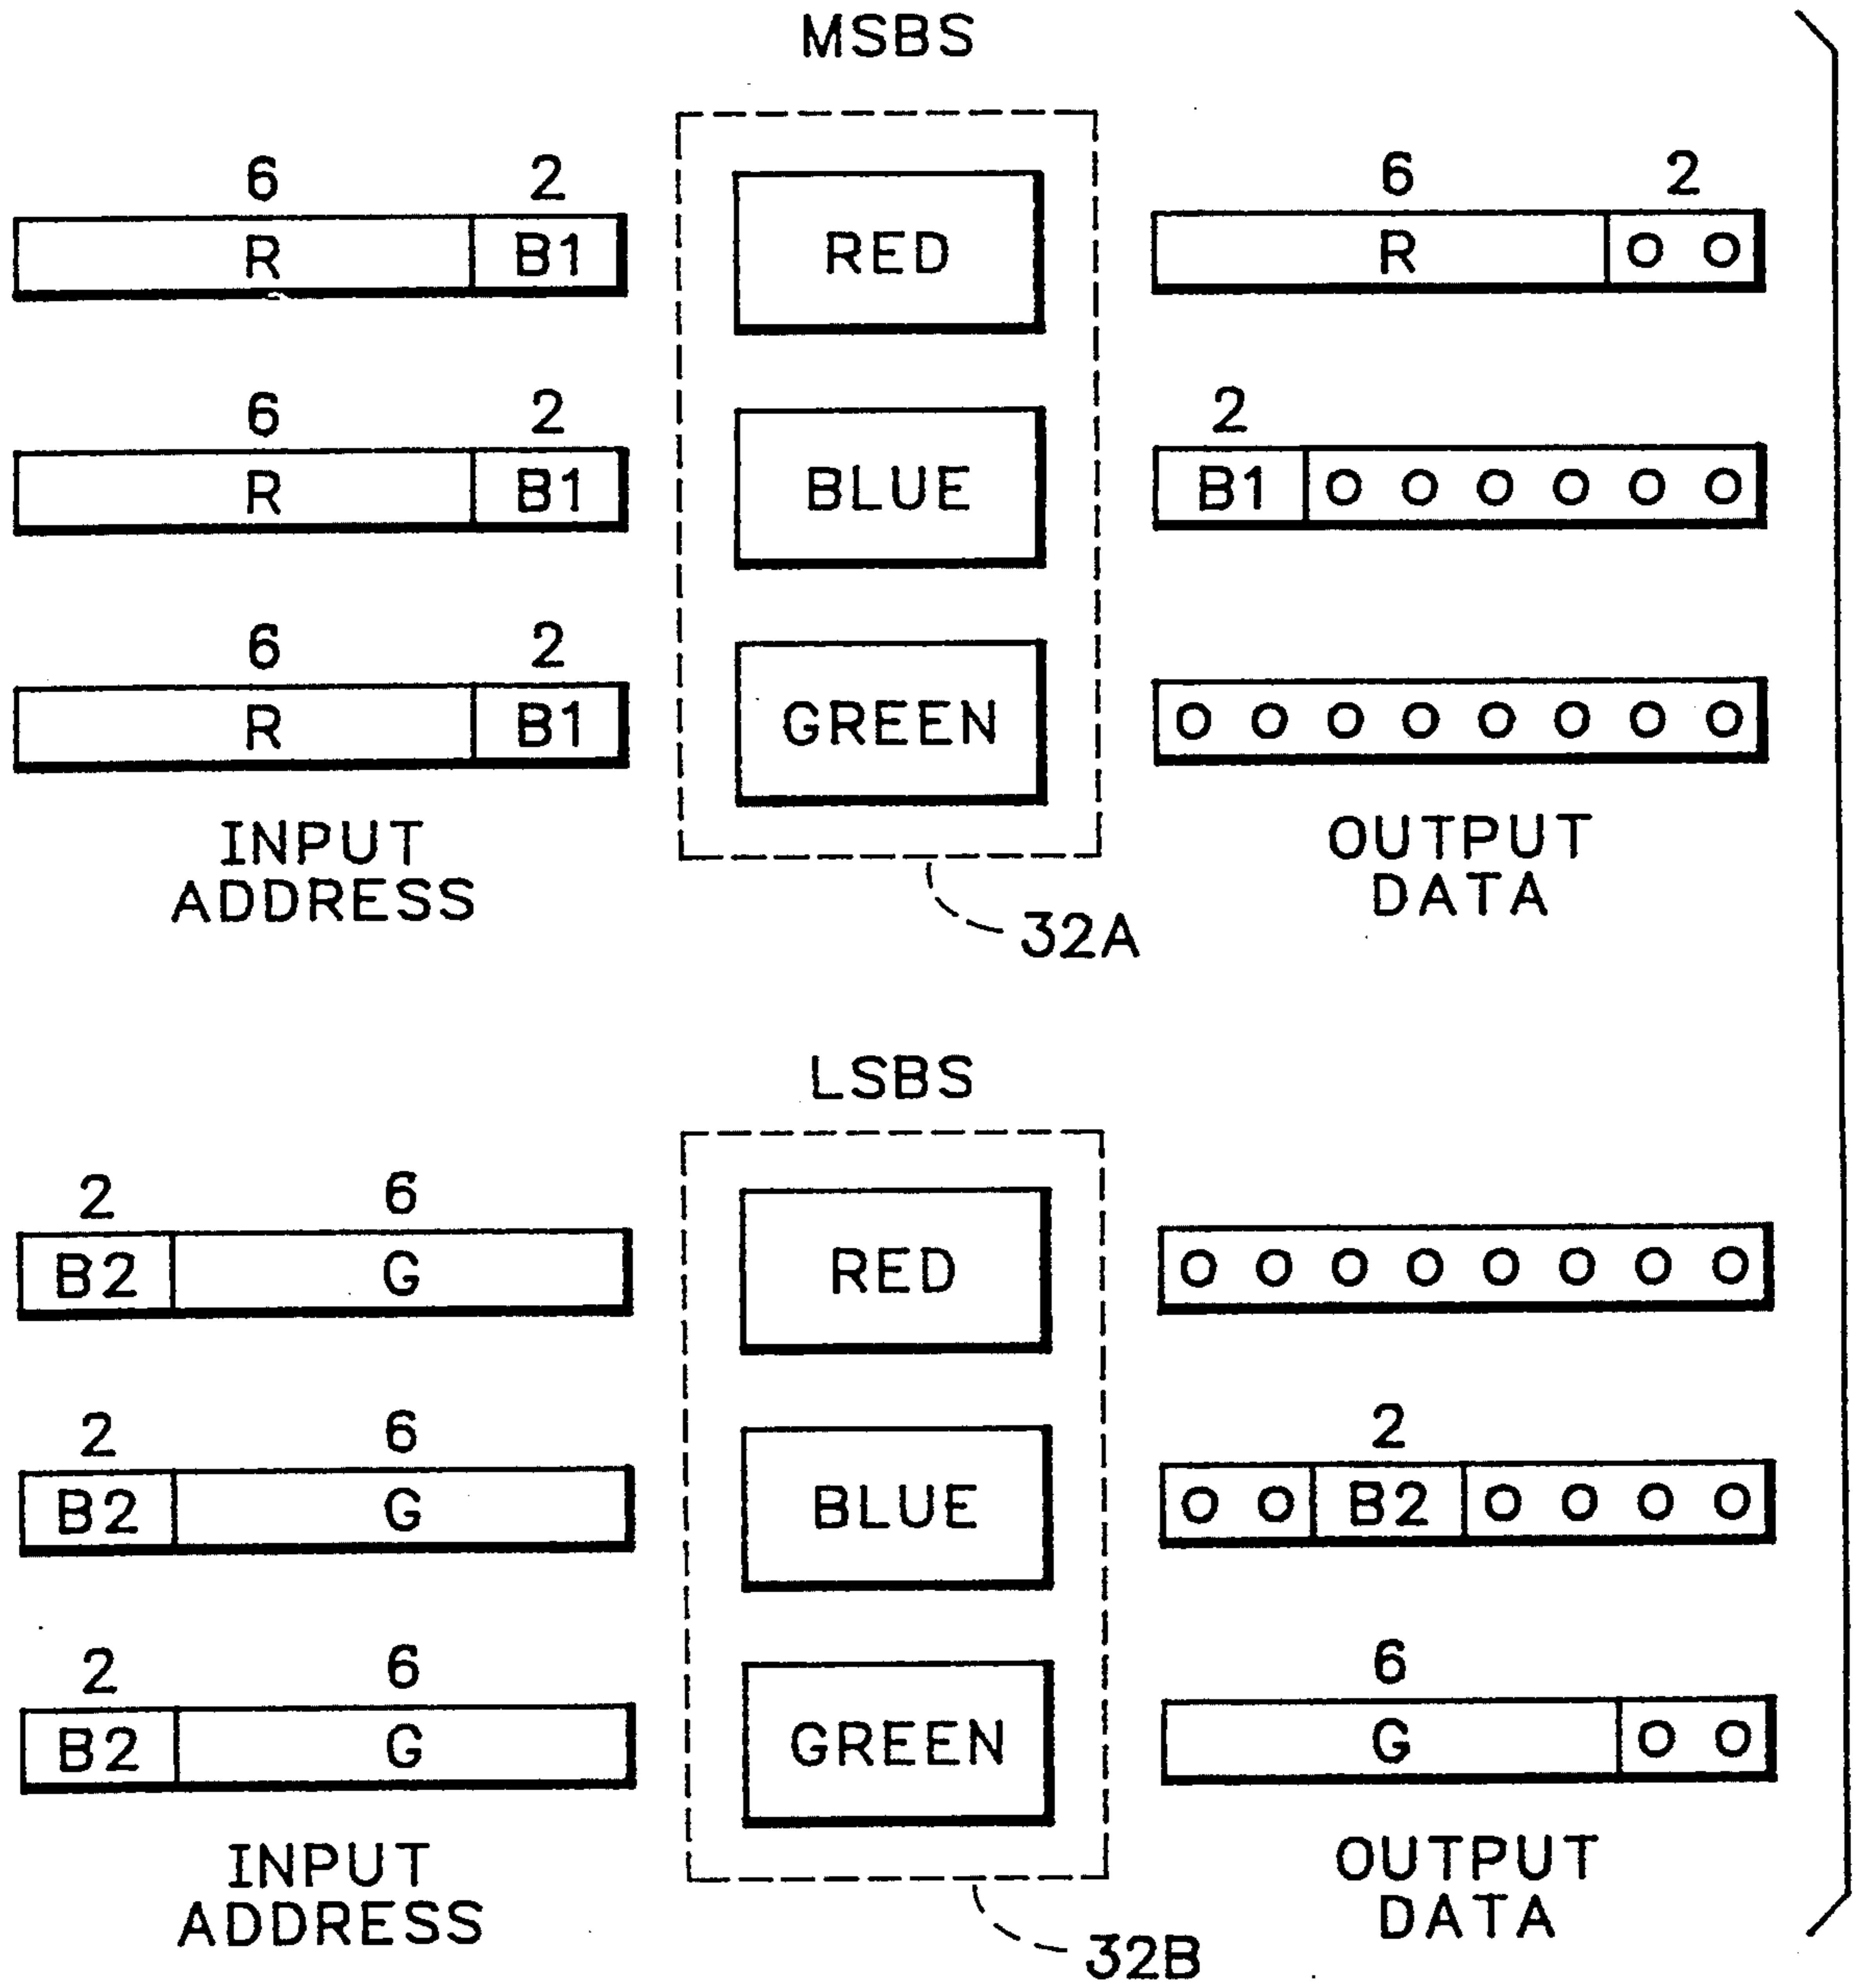 MSBS
6 2 6 2
R B1 RED R O O
6 2 2
R B1 BLUE B1 O O O O O O
6 2
R B1 GREEN O O O O O O O O
INPUT ADDRESS
OUTPUT DATA
32A
LSBS
2 6
B2 G RED O O O O O O O O
2 6 2
B2 G BLUE O O B2 O O O O
2 6 6
B2 G GREEN G O O
INPUT ADDRESS
OUTPUT DATA
32B